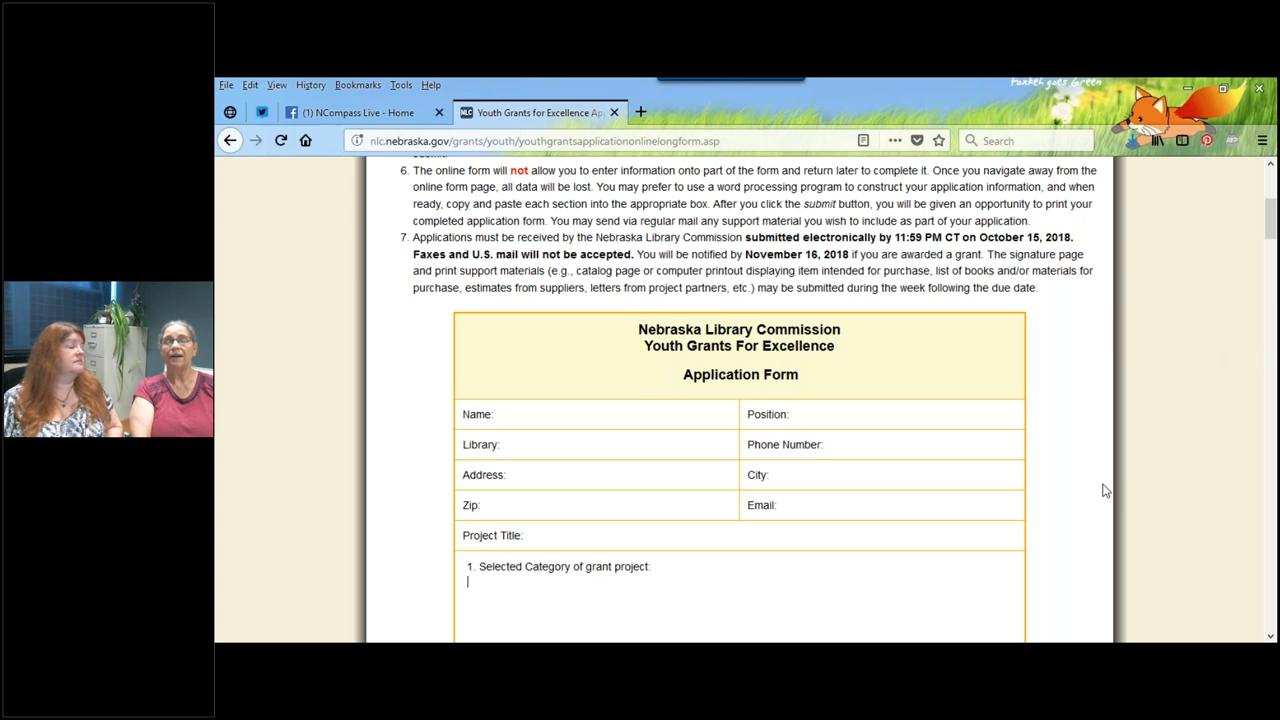 Foxkeh goes Green
File Edit View History Bookmarks Tools Help
(1) NCompass Live - Home
NLC Youth Grants for Excellence Ap
nlc.nebraska.gov/grants/youth/youthgrantsapplicationonlinelongform.asp
Search
submit.
6. The online form will not allow you to enter information onto part of the form and return later to complete it. Once you navigate away from the
online form page, all data will be lost. You may prefer to use a word processing program to construct your application information, and when
ready, copy and paste each section into the appropriate box. After you click the submit button, you will be given an opportunity to print your
completed application form. You may send via regular mail any support material you wish to include as part of your application.
7. Applications must be received by the Nebraska Library Commission submitted electronically by 11:59 PM CT on October 15, 2018.
Faxes and U.S. mail will not be accepted. You will be notified by November 16, 2018 if you are awarded a grant. The signature page
and print support materials (e.g., catalog page or computer printout displaying item intended for purchase, list of books and/or materials for
purchase, estimates from suppliers, letters from project partners, etc.) may be submitted during the week following the due date.
Nebraska Library Commission
Youth Grants For Excellence
Application Form
Name: Position:
Library: Phone Number:
Address: City:
Zip: Email:
Project Title:
1. Selected Category of grant project: